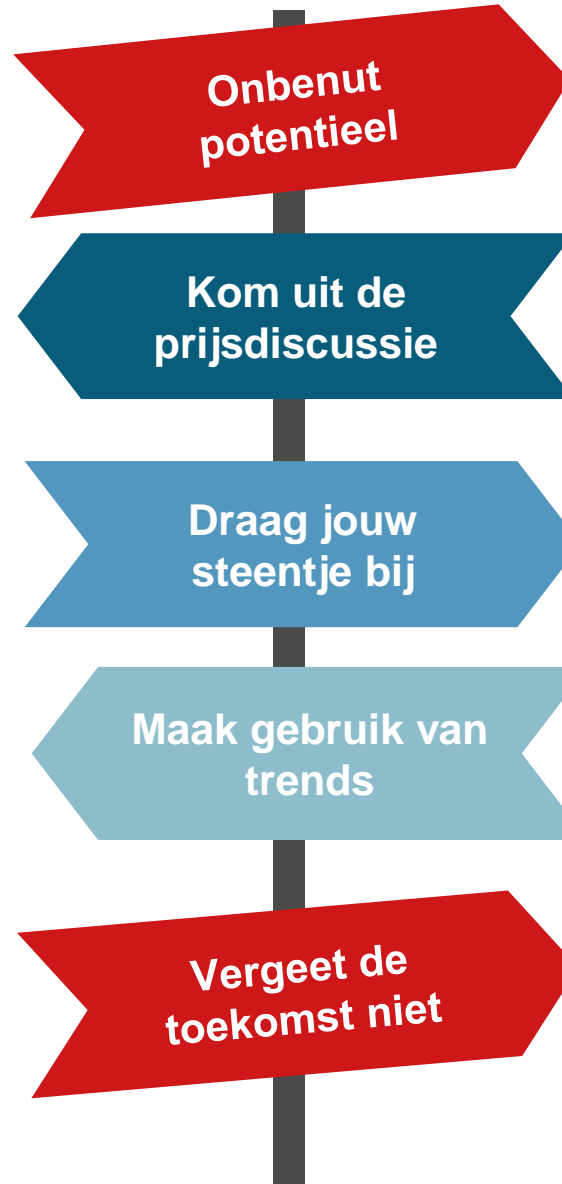 Onbenut
potentieel
Kom uit de
prijsdiscussie
Draag jouw
steentje bij
Maak gebruik van
trends
Vergeet de
toekomst niet